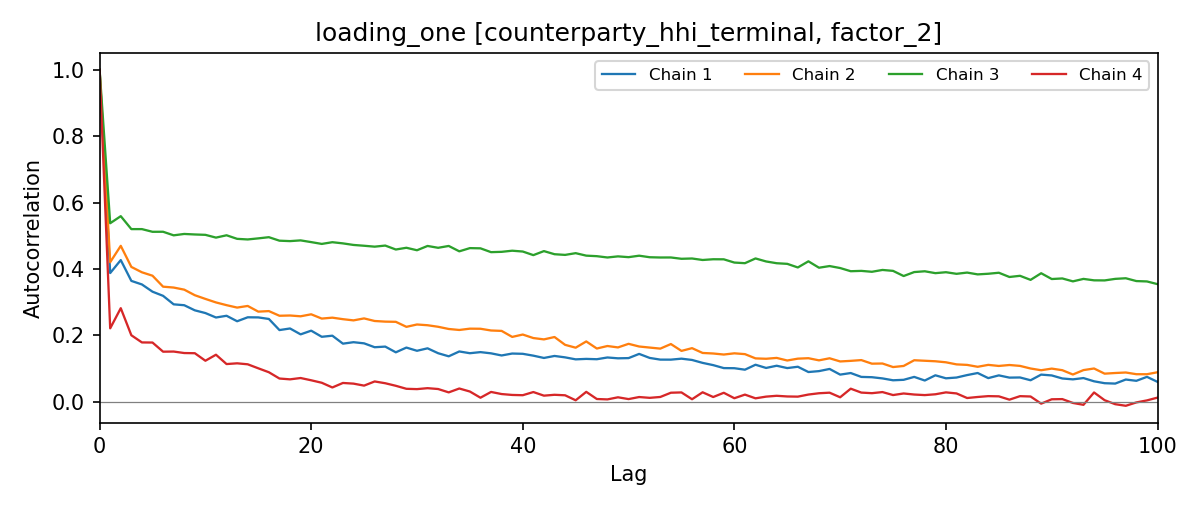 loading_one [counterparty_hhi_terminal, factor_2]
Chain 1 Chain 2 Chain 3 Chain 4
Autocorrelation
1.0
0.8
0.6
0.4
0.2
0.0
0 20 40 60 80 100
Lag